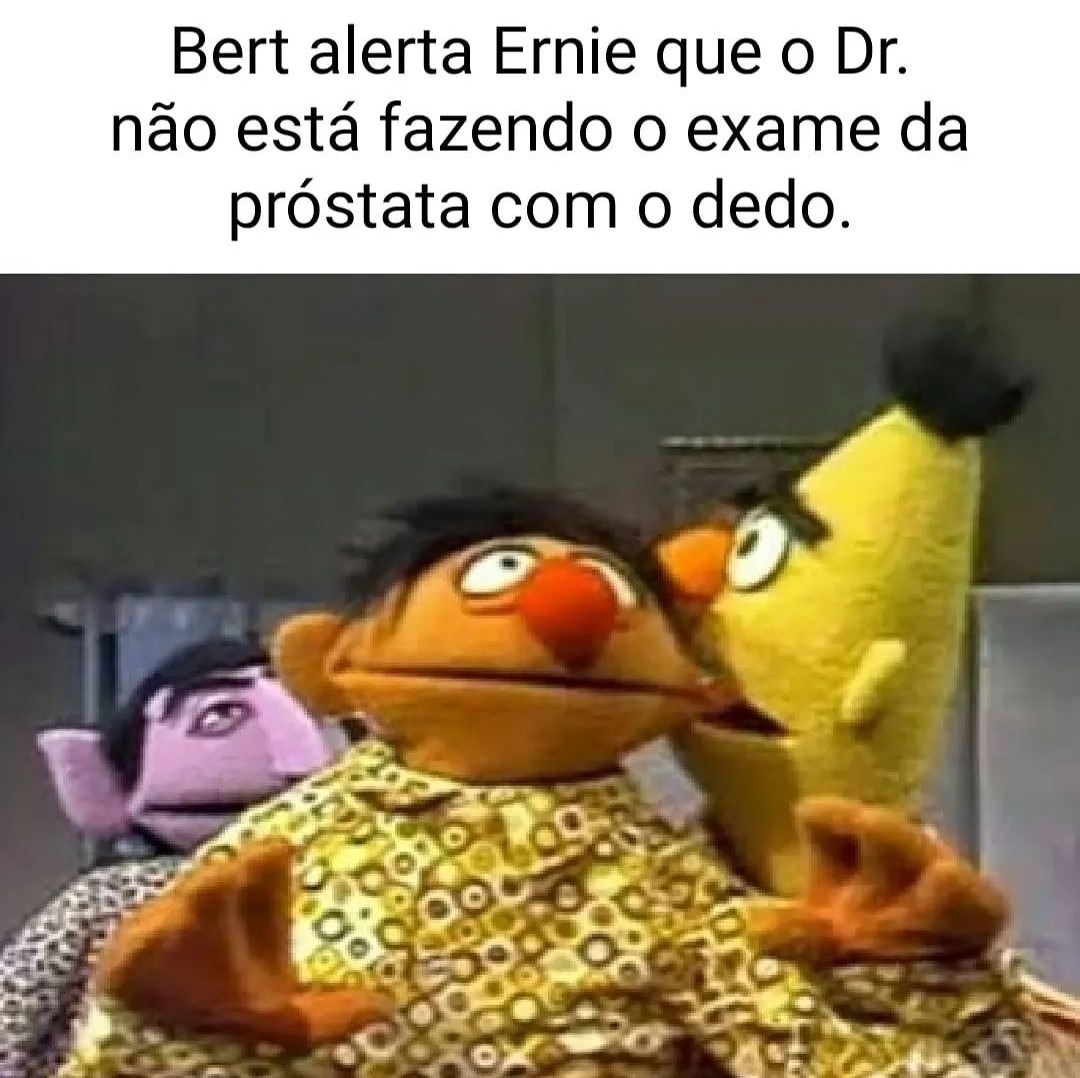 Bert alerta Ernie que o Dr.
não está fazendo o exame da
próstata com o dedo.